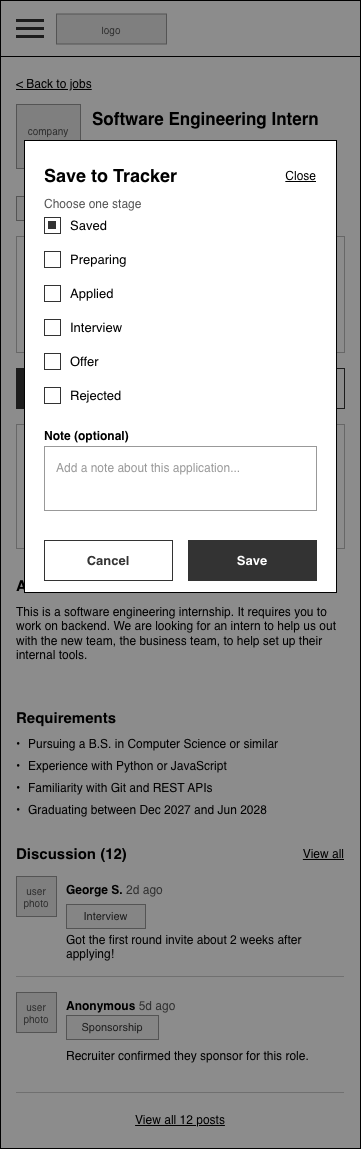 logo
< Back to jobs
company
Software Engineering Intern
Save to Tracker
Close
Choose one stage
Saved
Preparing
Applied
Interview
Offer
Rejected
Note (optional)
Add a note about this application...
Cancel
Save
This is a software engineering internship. It requires you to
work on backend. We are looking for an intern to help us out
with the new team, the business team, to help set up their
internal tools.
Requirements
• Pursuing a B.S. in Computer Science or similar
• Experience with Python or JavaScript
• Familiarity with Git and REST APIs
• Graduating between Dec 2027 and Jun 2028
Discussion (12)
View all
user
photo
George S. 2d ago
Interview
Got the first round invite about 2 weeks after
applying!
user
photo
Anonymous 5d ago
Sponsorship
Recruiter confirmed they sponsor for this role.
View all 12 posts